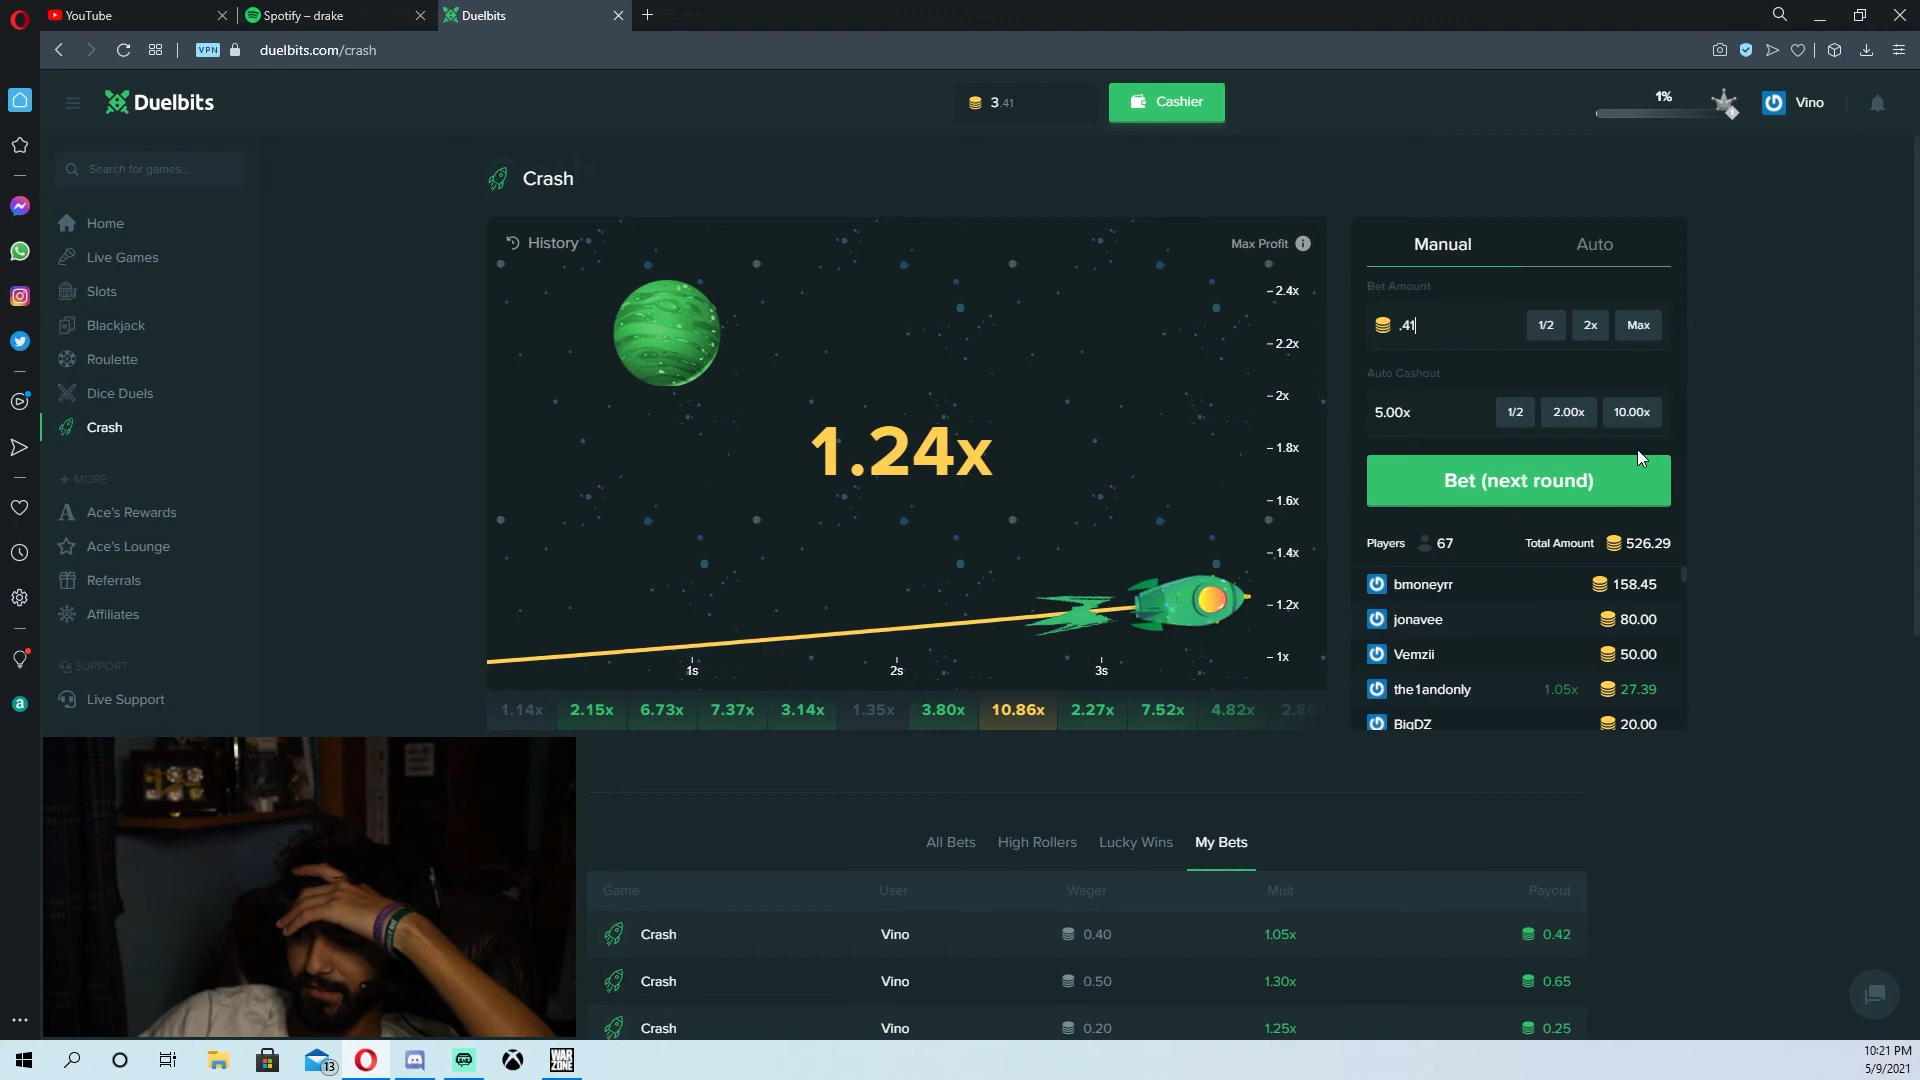 YouTube
Spotify – drake
Duelbits
VPN
duelbits.com/crash
Duelbits
3.41
Cashier
1%
Vino
Search for games...
Home
Live Games
Slots
Blackjack
Roulette
Dice Duels
Crash
+ MORE
Ace's Rewards
Ace's Lounge
Referrals
Affiliates
SUPPORT
Live Support
Crash
History
Max Profit
2.4x
2.2x
2x
1.8x
1.6x
1.4x
1.2x
1x
1.24x
1s 2s 3s
1.14x 2.15x 6.73x 7.37x 3.14x 1.35x 3.80x 10.86x 2.27x 7.52x 4.82x
Manual Auto
Bet Amount
.41 1/2 2x Max
Auto Cashout
5.00x 1/2 2.00x 10.00x
Bet (next round)
Players 67 Total Amount 526.29
bmoneyrr 158.45
jonavee 80.00
Vemzii 50.00
the1andonly 1.05x 27.39
BigDZ 20.00
All Bets High Rollers Lucky Wins My Bets
Game User Wager Mult Payout
Crash Vino 0.40 1.05x 0.42
Crash Vino 0.50 1.30x 0.65
Crash Vino 0.20 1.25x 0.25
13
WAR
ZONE
10:21 PM
5/9/2021